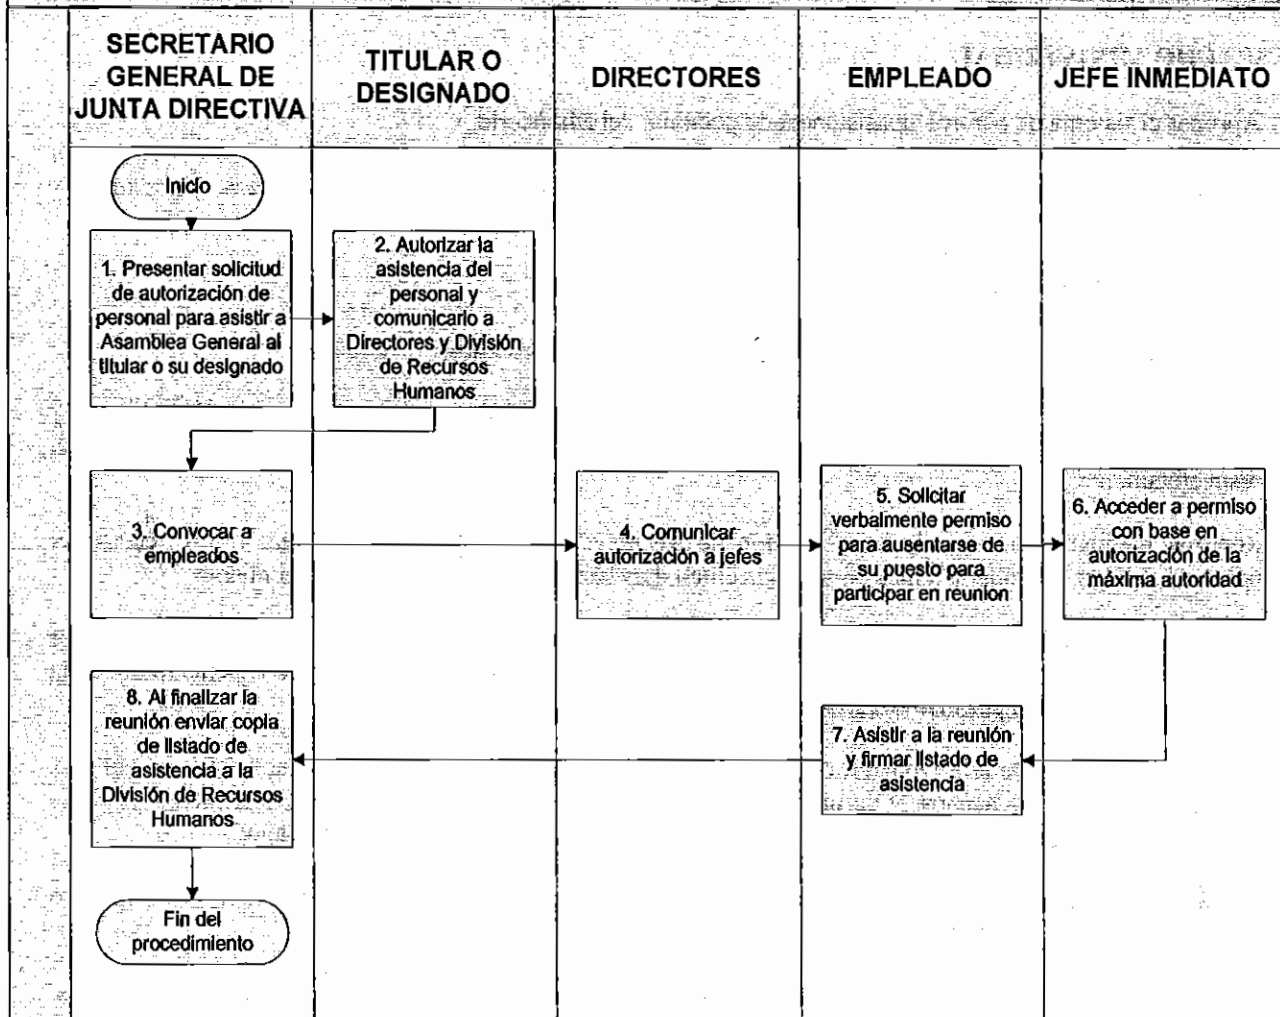 SECRETARIO
GENERAL DE
JUNTA DIRECTIVA
TITULAR O
DESIGNADO
DIRECTORES
EMPLEADO
JEFE INMEDIATO
Inicio
1. Presentar solicitud
de autorización de
personal para asistir a
Asamblea General al
titular o su designado
2. Autorizar la
asistencia del
personal y
comunicarlo a
Directores y División
de Recursos
Humanos
3. Convocar a
empleados
4. Comunicar
autorización a jefes
5. Solicitar
verbalmente permiso
para ausentarse de
su puesto para
participar en reunion
6. Acceder a permiso
con base en
autorización de la
máxima autoridad
7. Asistir a la reunión
y firmar listado de
asistencia
8. Al finalizar la
reunión enviar copia
de listado de
asistencia a la
División de Recursos
Humanos
Fin del
procedimiento